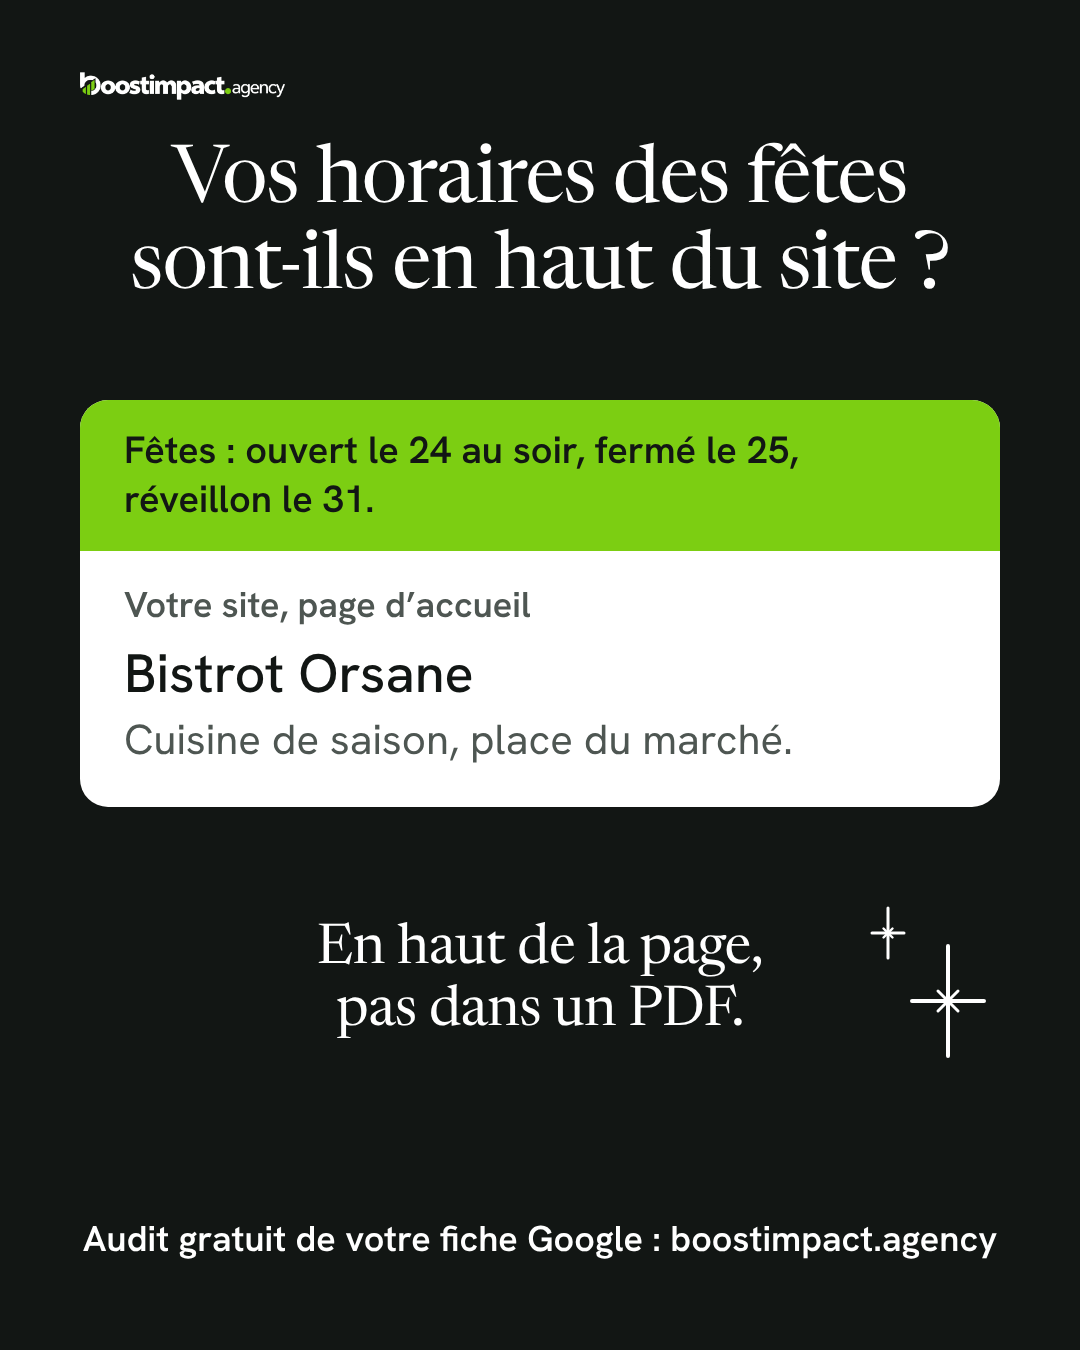 boostimpact.agency
Vos horaires des fêtes
sont-ils en haut du site ?
Fêtes : ouvert le 24 au soir, fermé le 25,
réveillon le 31.
Votre site, page d’accueil
Bistrot Orsane
Cuisine de saison, place du marché.
En haut de la page,
pas dans un PDF.
Audit gratuit de votre fiche Google : boostimpact.agency